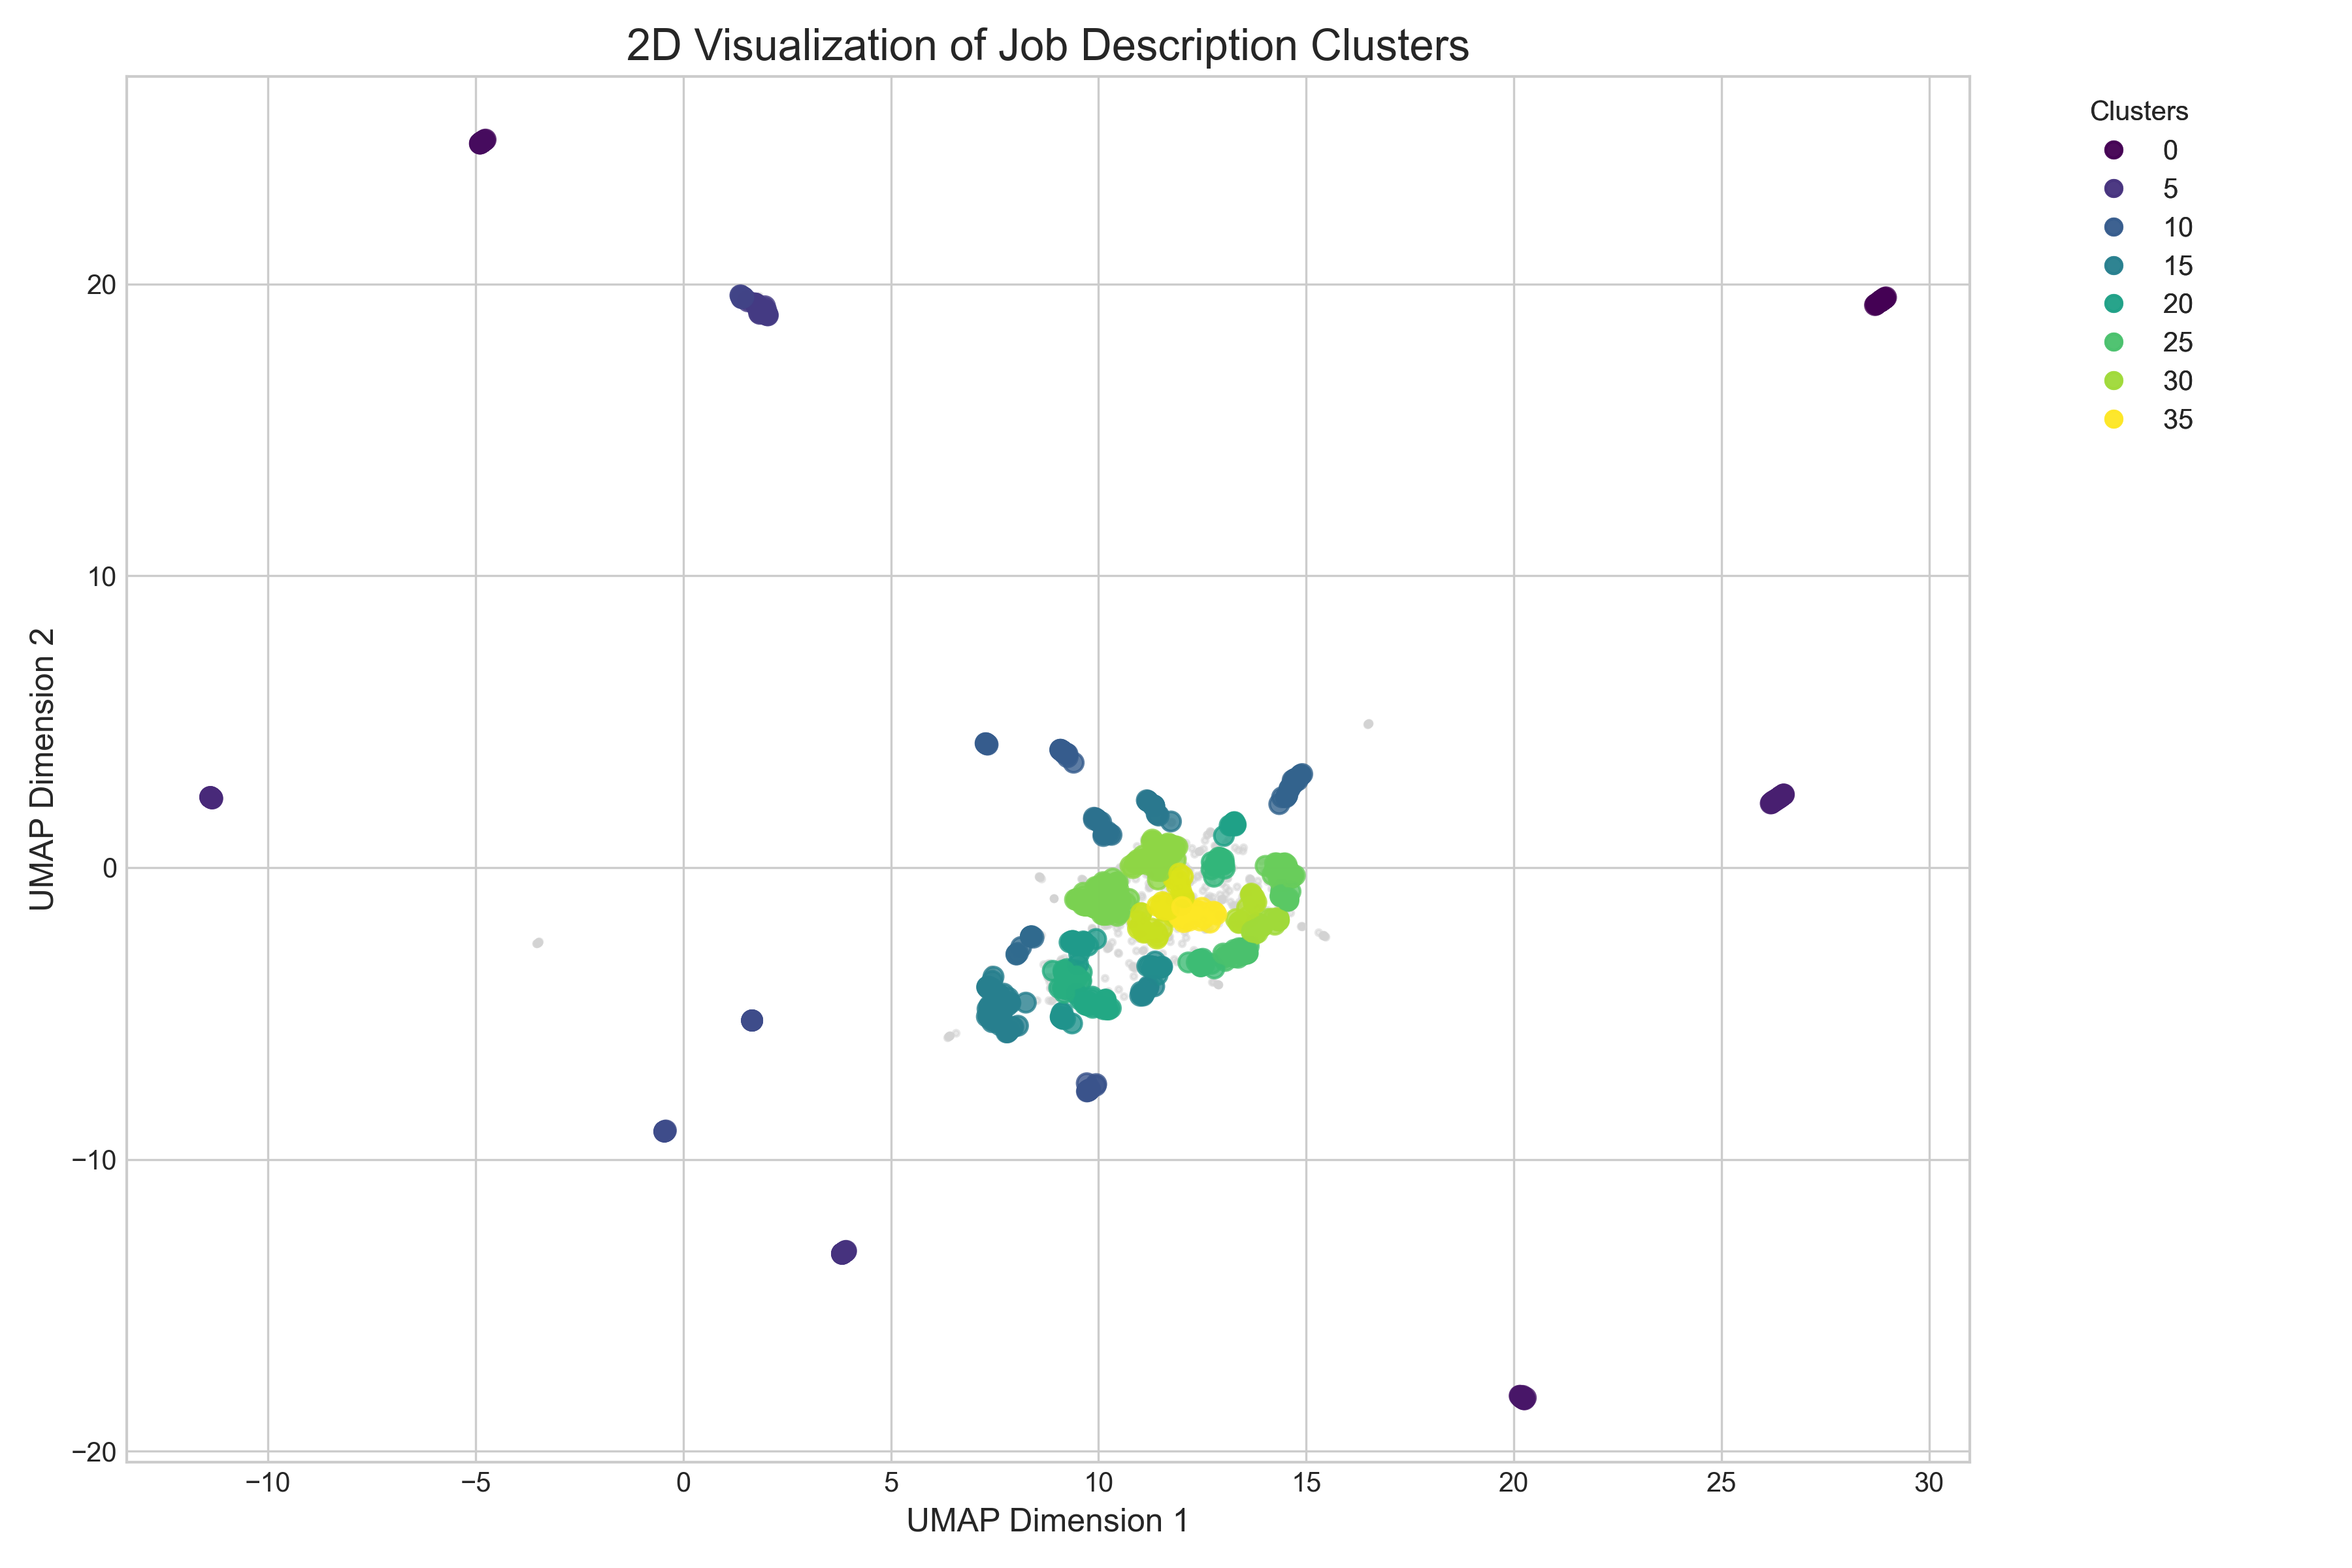 2D Visualization of Job Description Clusters
Clusters
0
5
10
15
20
25
30
35
20
10
0
−10
−20
UMAP Dimension 2
−10 −5 0 5 10 15 20 25 30
UMAP Dimension 1